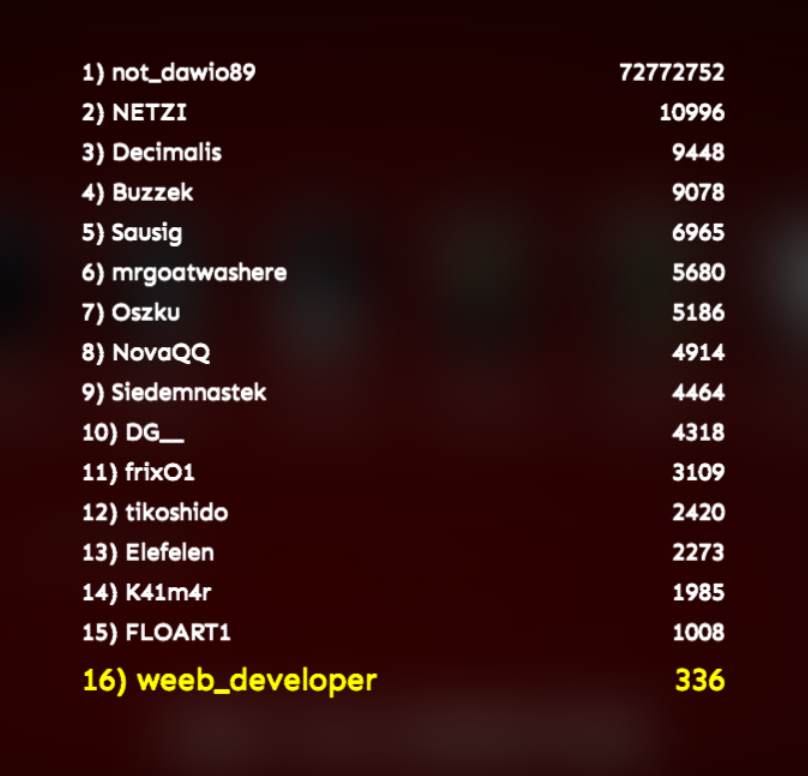 1) not_dawio89 72772752
2) NETZI 10996
3) Decimalis 9448
4) Buzzek 9078
5) Sausig 6965
6) mrgoatwashere 5680
7) Oszku 5186
8) NovaQQ 4914
9) Siedemnastek 4464
10) DG__ 4318
11) frixO1 3109
12) tikoshido 2420
13) Elefelen 2273
14) K41m4r 1985
15) FLOART1 1008
16) weeb_developer 336